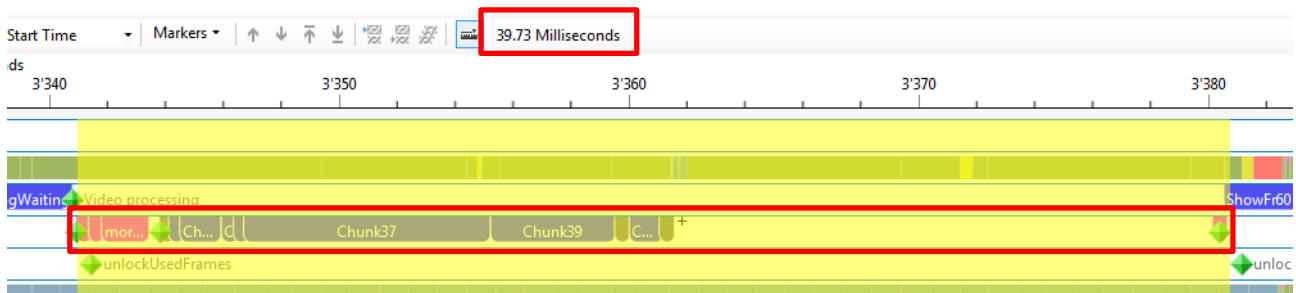 Start Time Markers 39.73 Milliseconds
ds
3'340 3'350 3'360 3'370 3'380
gWaiting Video processing ShowFr60
mor... Ch... C Chunk37 Chunk39 C... +
unlockUsedFrames unloc